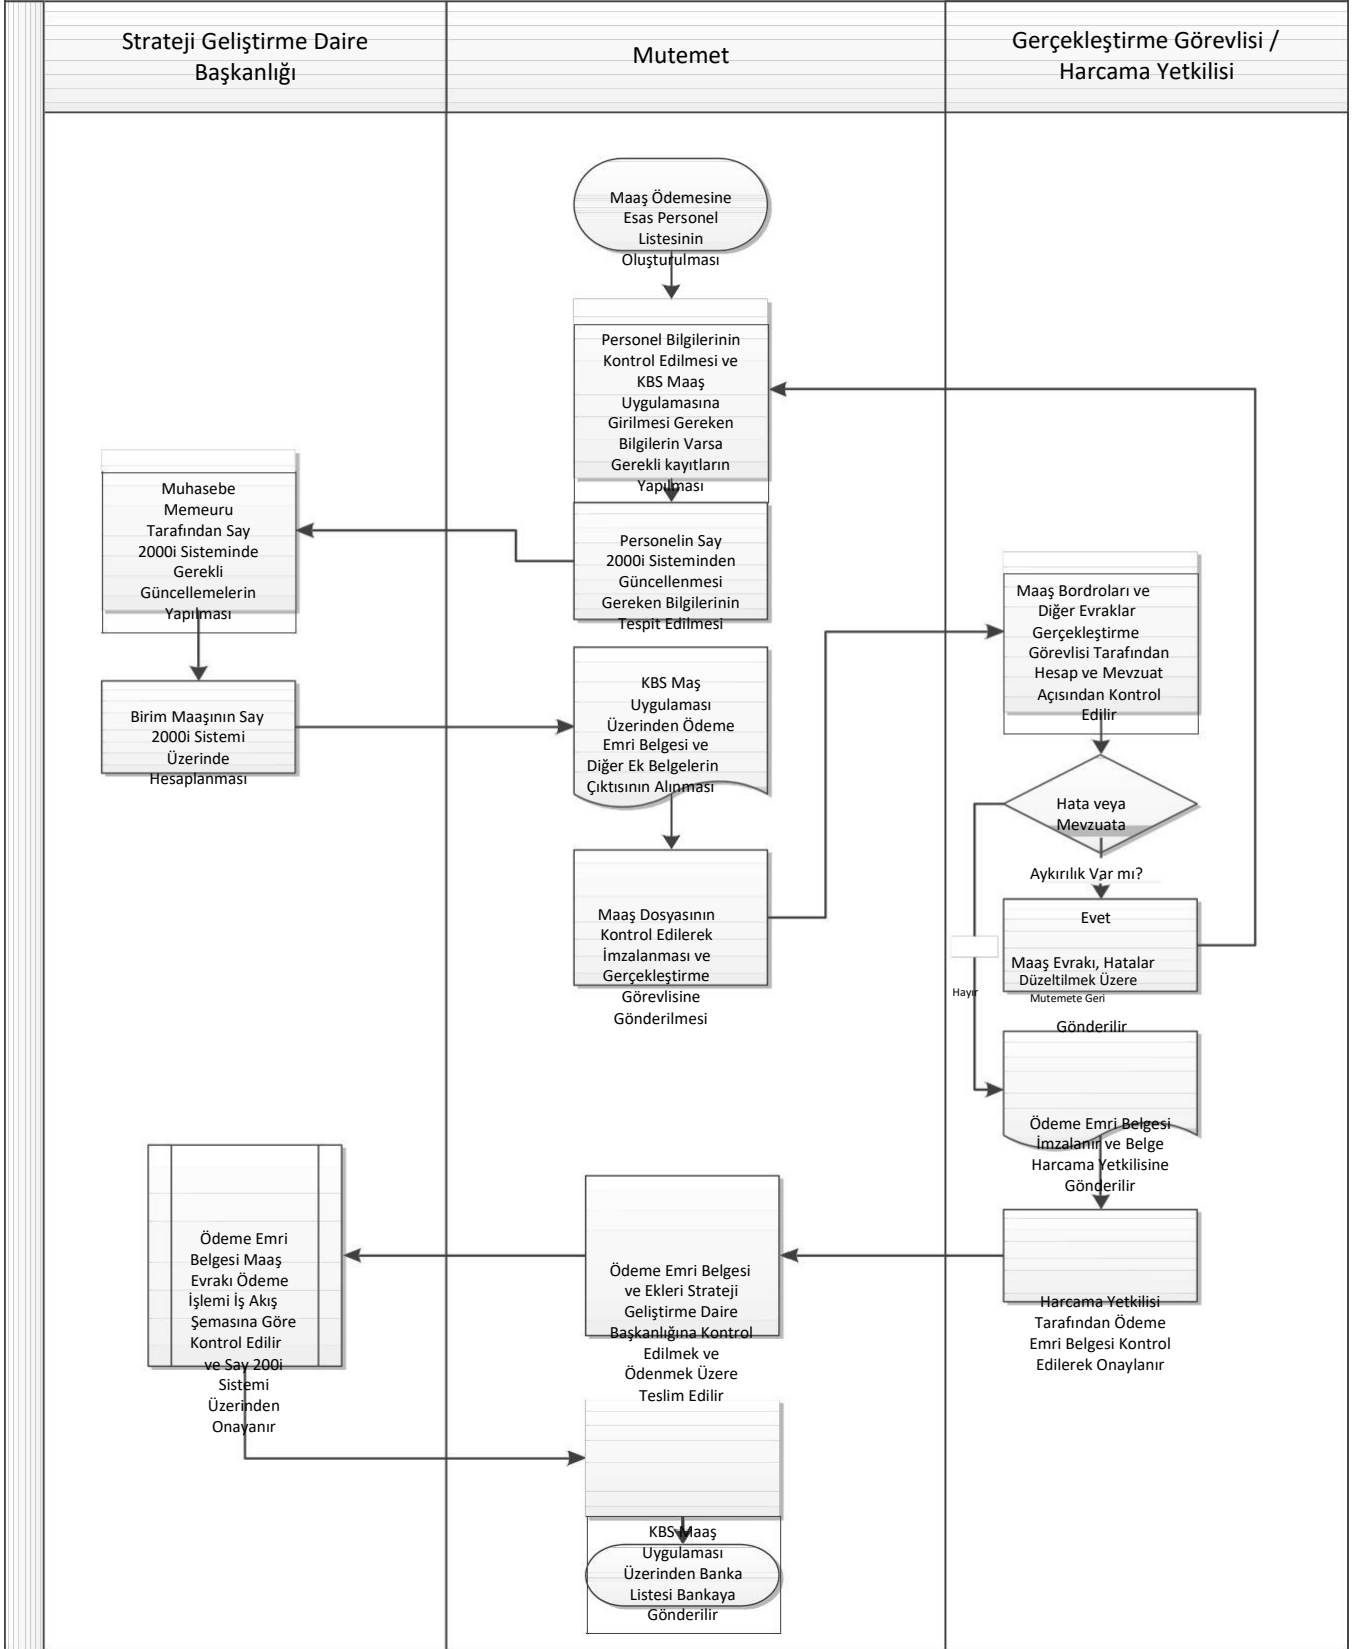 Strateji Geliştirme Daire
Başkanlığı
Mutemet
Gerçekleştirme Görevlisi /
Harcama Yetkilisi
Maaş Ödemesine
Esas Personel
Listesinin
Oluşturulması
Personel Bilgilerinin
Kontrol Edilmesi ve
KBS Maaş
Uygulamasına
Girilmesi Gereken
Bilgilerin Varsa
Gerekli kayıtların
Yapılması
Personelin Say
2000i Sisteminden
Güncellenmesi
Gereken Bilgilerinin
Tespit Edilmesi
Muhasebe
Memeuru
Tarafından Say
2000i Sisteminde
Gerekli
Güncellemelerin
Yapılması
Birim Maaşının Say
2000i Sistemi
Üzerinde
Hesaplanması
KBS Maş
Uygulaması
Üzerinden Ödeme
Emri Belgesi ve
Diğer Ek Belgelerin
Çıktısının Alınması
Maaş Dosyasının
Kontrol Edilerek
İmzalanması ve
Gerçekleştirme
Görevlisine
Gönderilmesi
Maaş Bordroları ve
Diğer Evraklar
Gerçekleştirme
Görevlisi Tarafından
Hesap ve Mevzuat
Açısından Kontrol
Edilir
Hata veya
Mevzuata
Aykırılık Var mı?
Evet
Maaş Evrakı, Hatalar
Düzeltilmek Üzere
Mutemete Geri
Gönderilir
Hayır
Ödeme Emri Belgesi
İmzalanır ve Belge
Harcama Yetkilisine
Gönderilir
Harcama Yetkilisi
Tarafından Ödeme
Emri Belgesi Kontrol
Edilerek Onaylanır
Ödeme Emri Belgesi
ve Ekleri Strateji
Geliştirme Daire
Başkanlığına Kontrol
Edilmek ve
Ödenmek Üzere
Teslim Edilir
Ödeme Emri
Belgesi Maaş
Evrakı Ödeme
İşlemi İş Akış
Şemasına Göre
Kontrol Edilir
ve Say 200i
Sistemi
Üzerinden
Onayanır
KBS Maaş
Uygulaması
Üzerinden Banka
Listesi Bankaya
Gönderilir